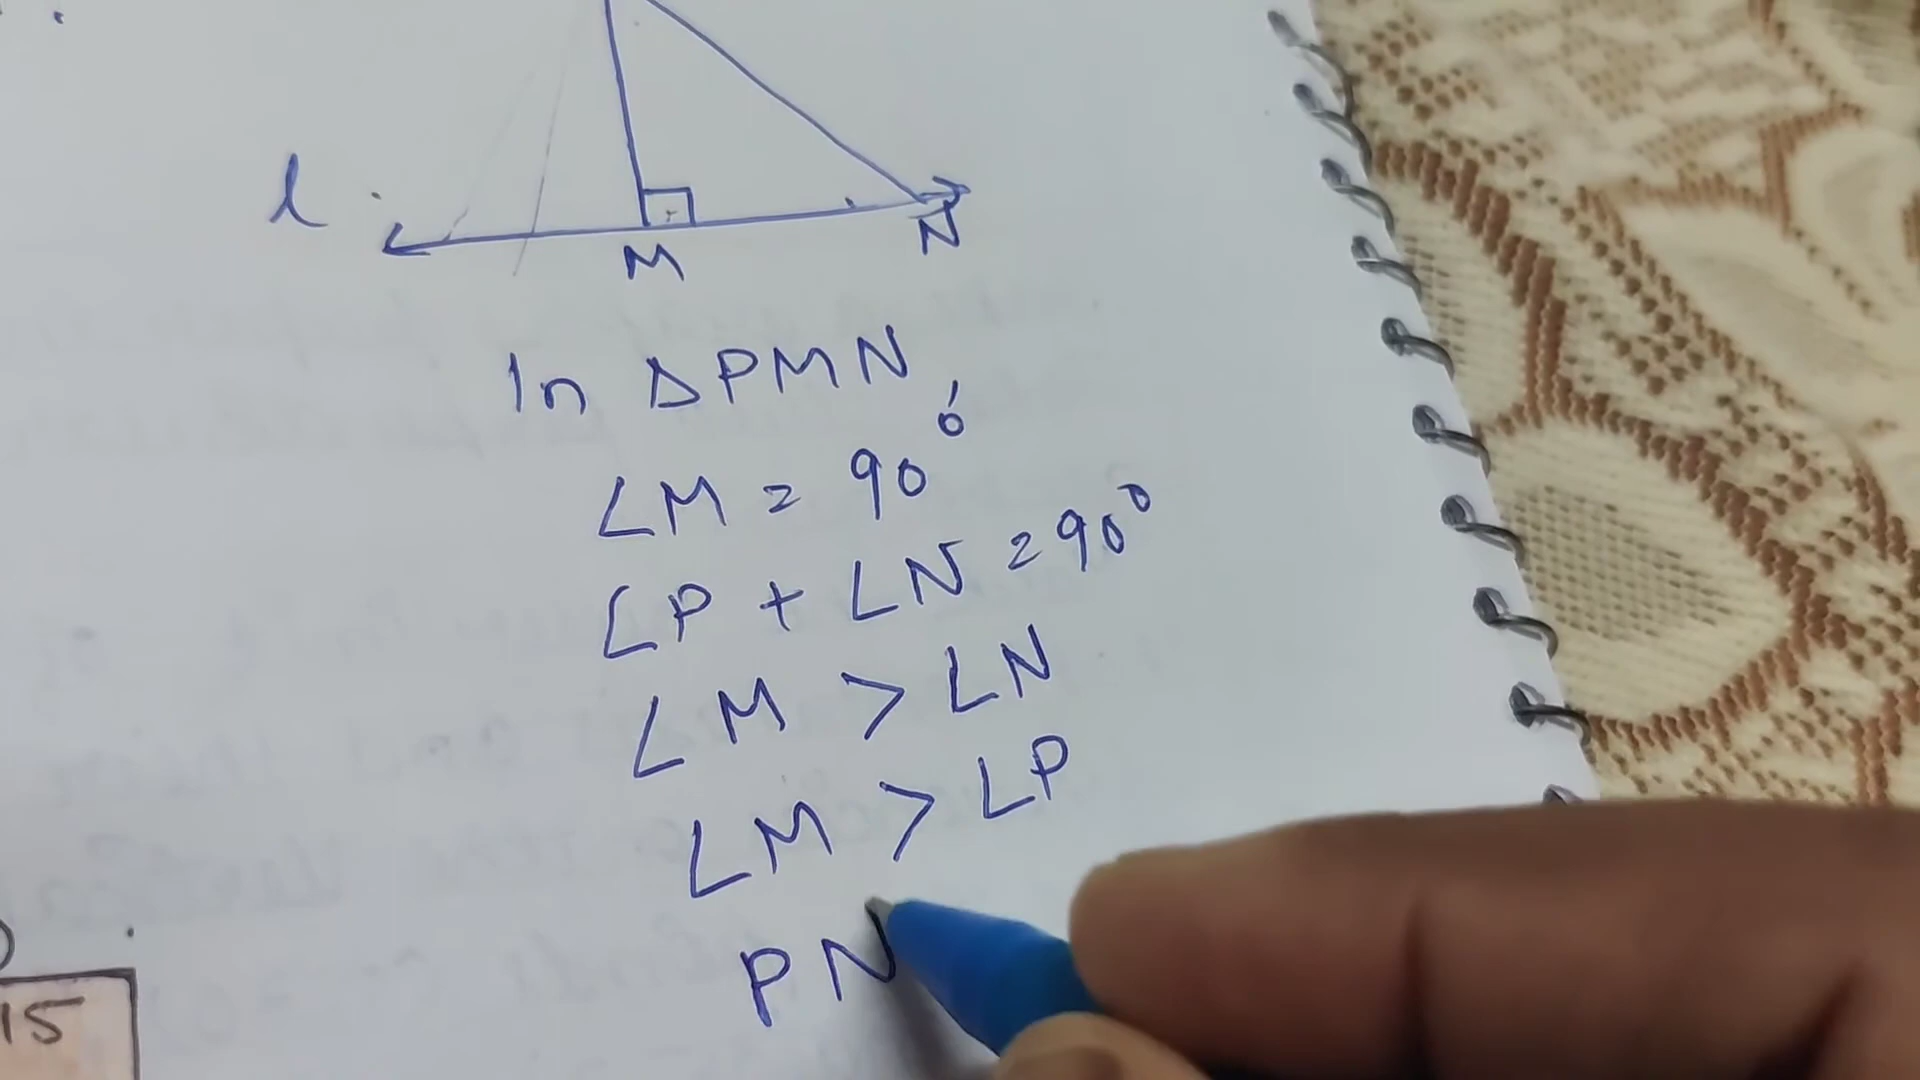 l
M
N
In ΔPMN,
∠M = 90°
∠P + ∠N = 90°
∠M > ∠N
∠M > ∠P
PN
15